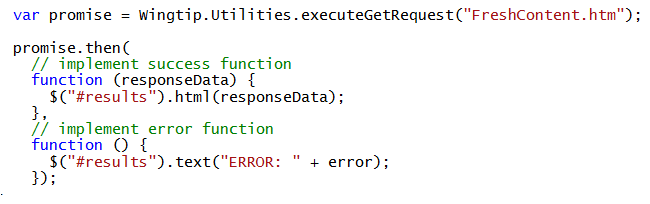 var promise = Wingtip.Utilities.executeGetRequest("FreshContent.htm");
promise.then(
// implement success function
function (responseData) {
$("#results").html(responseData);
},
// implement error function
function () {
$("#results").text("ERROR: " + error);
});